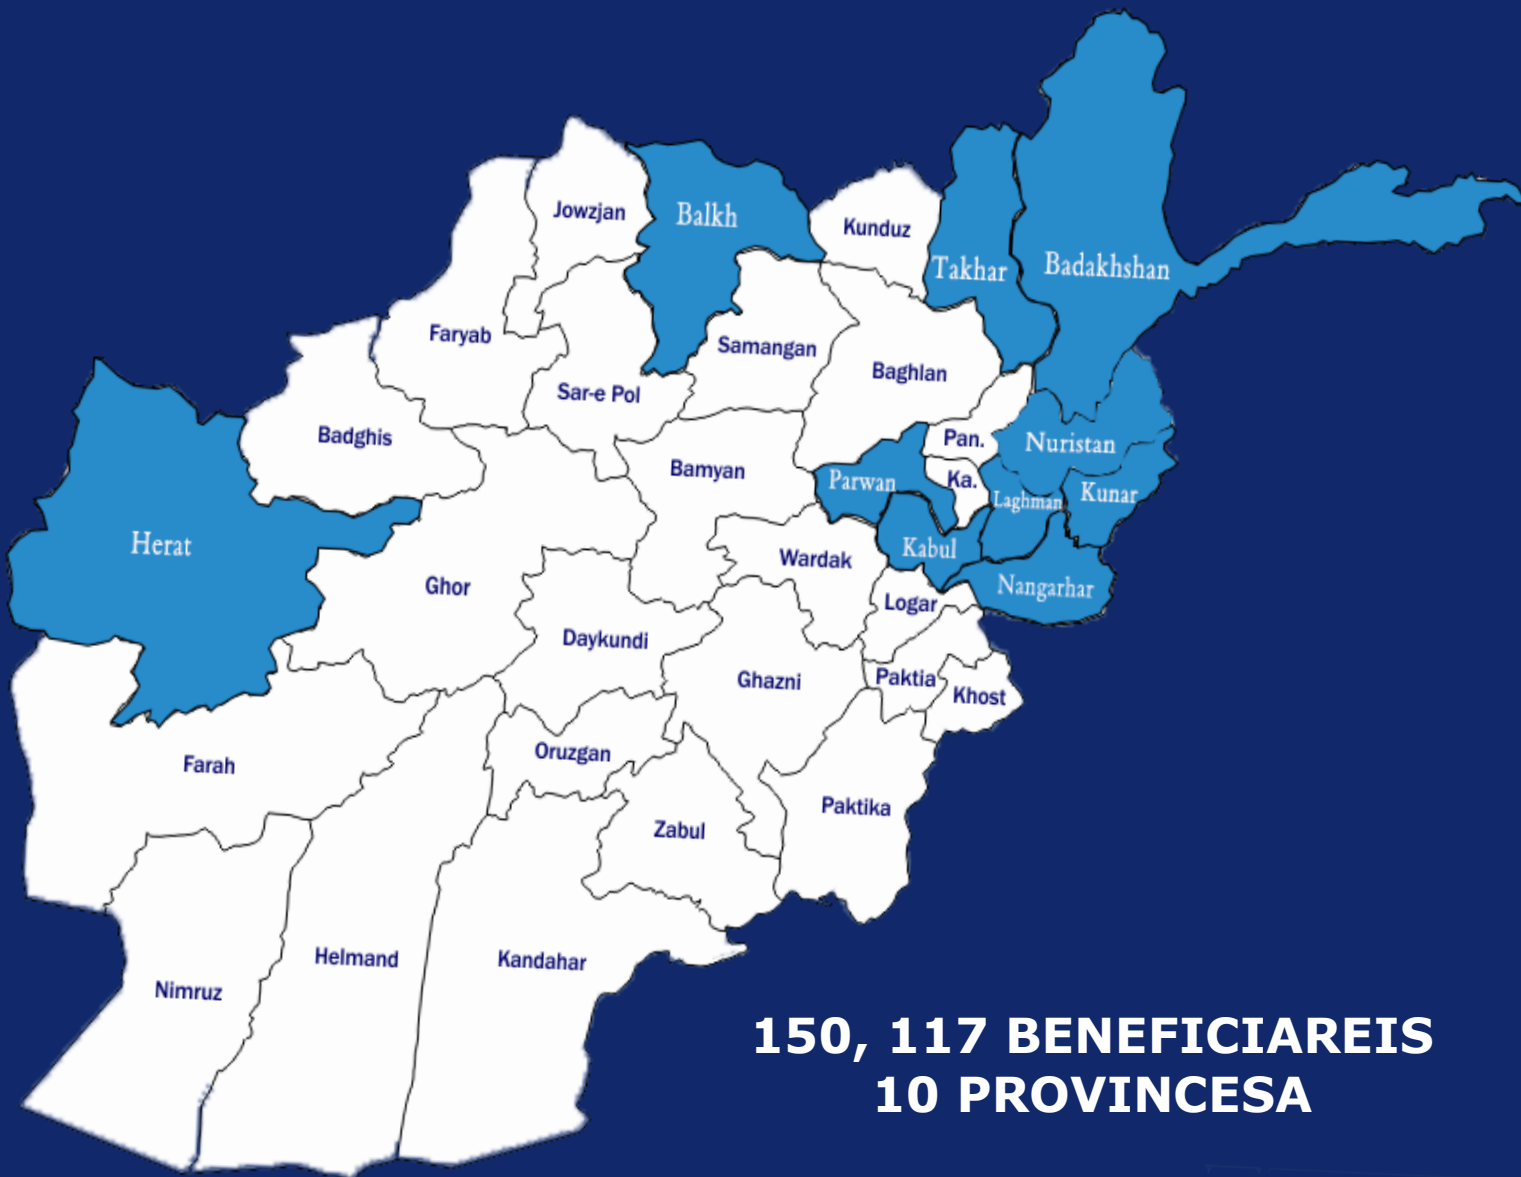 Jowzjan
Balkh
Kunduz
Takhar
Badakhshan
Faryab
Samangan
Baghlan
Sar-e Pol
Badghis
Pan.
Nuristan
Bamyan
Parwan
Ka.
Laghman
Kunar
Herat
Kabul
Wardak
Ghor
Nangarhar
Logar
Daykundi
Ghazni
Paktia
Khost
Farah
Oruzgan
Paktika
Zabul
Helmand
Kandahar
Nimruz
150, 117 BENEFICIAREIS
10 PROVINCESA